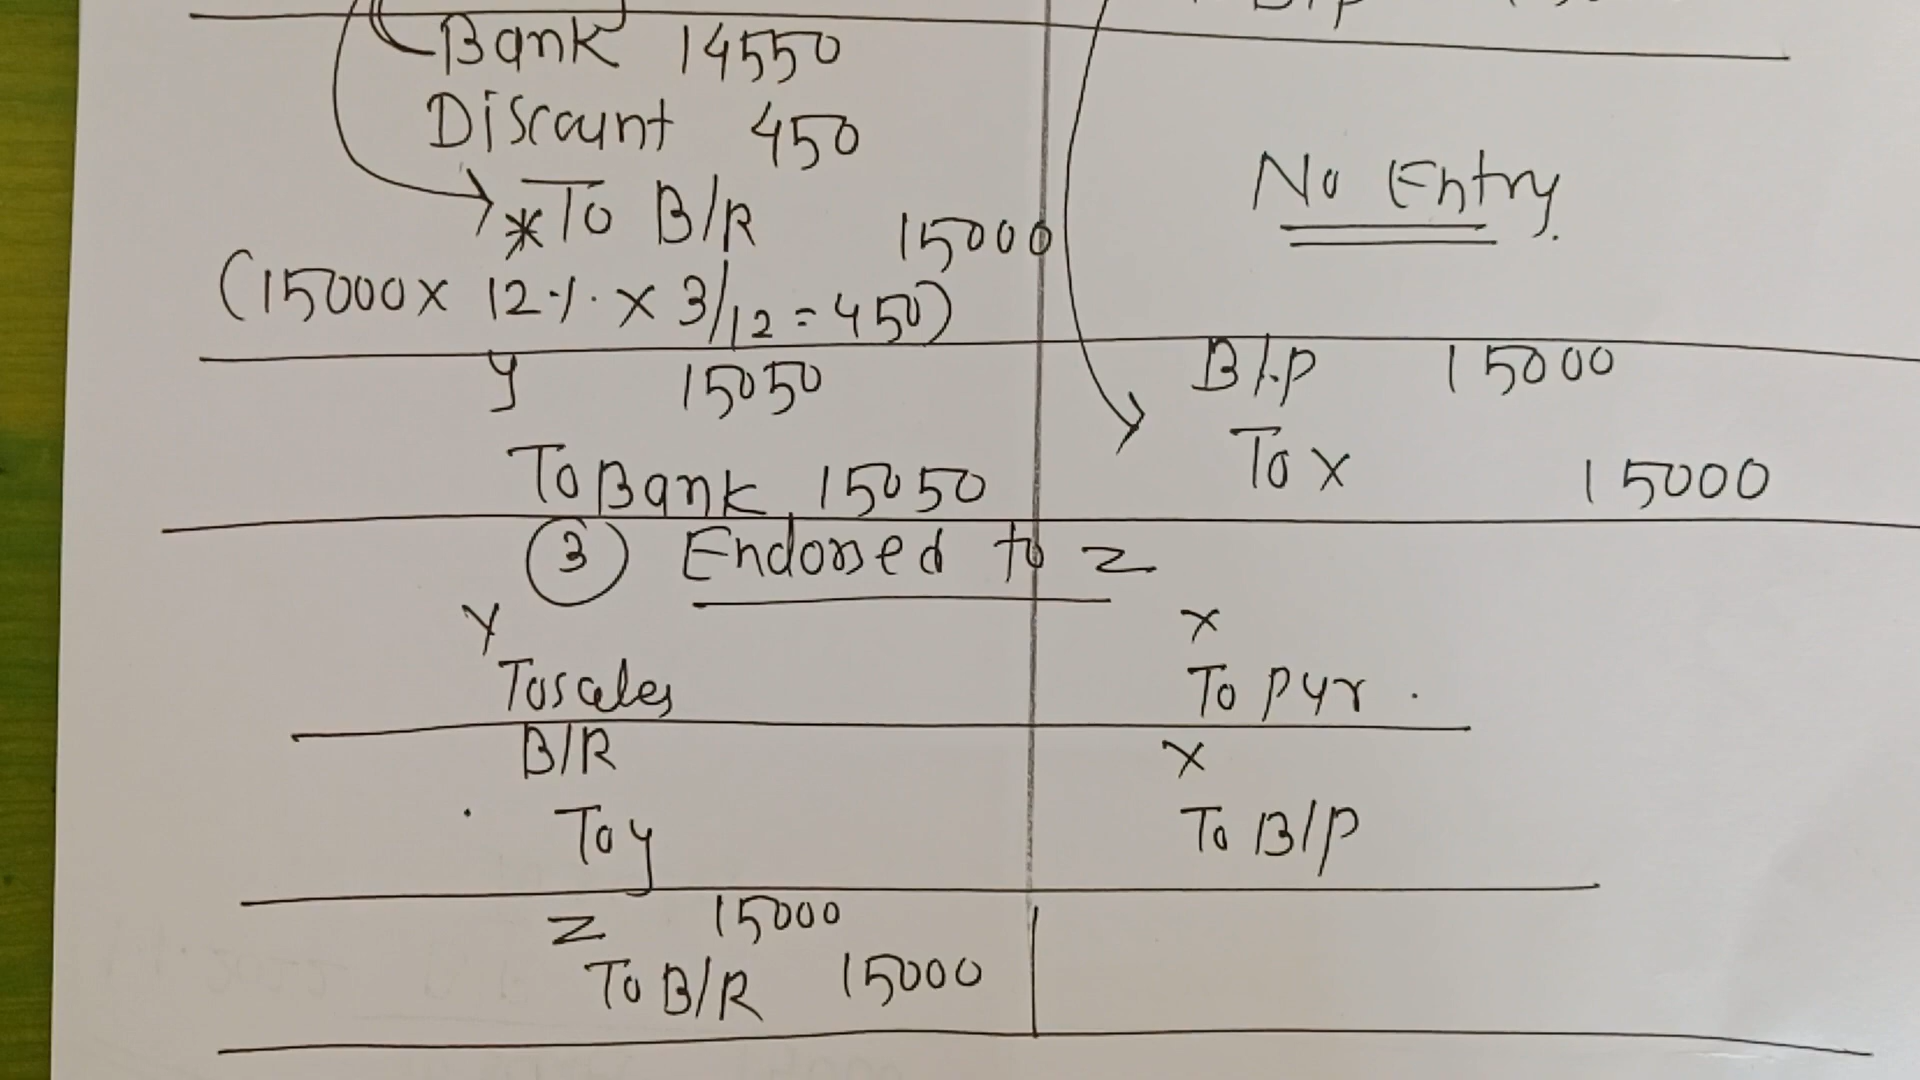 Bank 14550
Discount 450
*To B/R 15000
(15000x 12% x 3/12 = 450)
No Entry.
y 15050
To Bank 15050
B/P 15000
To x 15000
3 Endorsed to z
Y
To sales
x
To pur.
B/R
To y
x
To B/P
z 15000
To B/R 15000